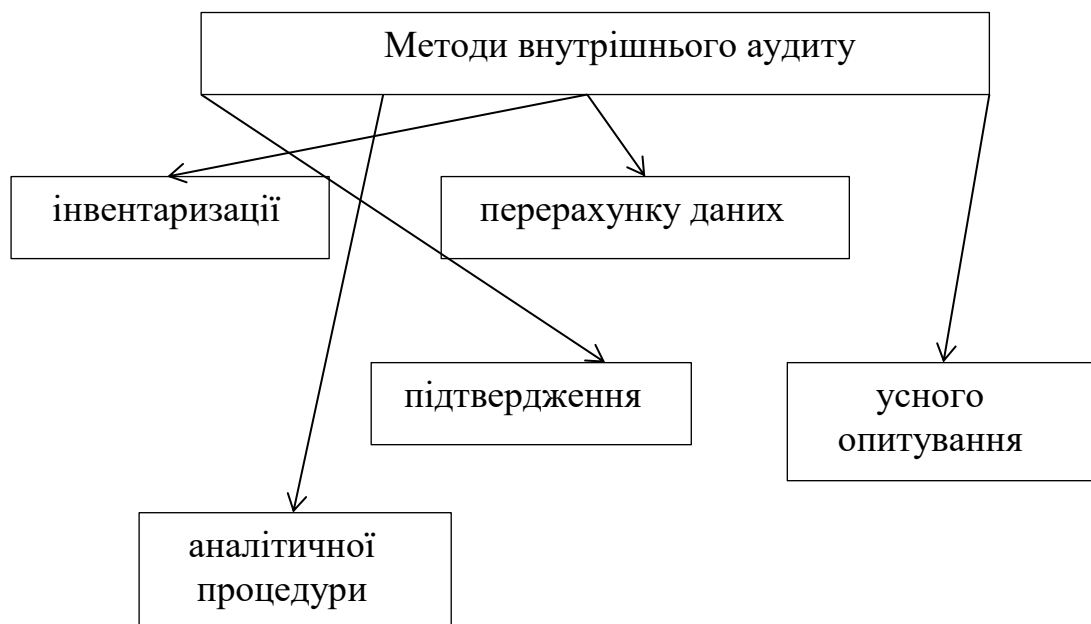 Методи внутрішнього аудиту
інвентаризації
перерахунку даних
підтвердження
усного
опитування
аналітичної
процедури